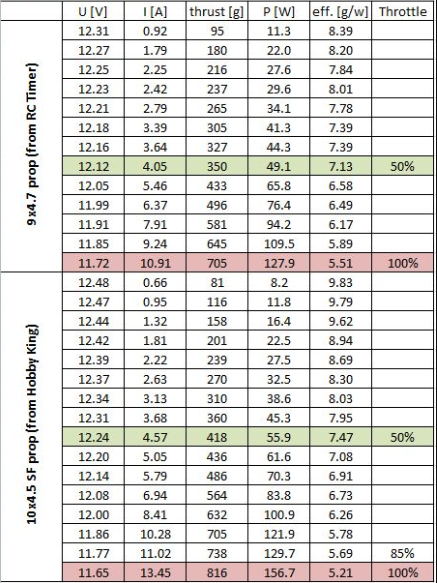 U [V] I [A] thrust [g] P [W] eff. [g/w] Throttle
9x4.7 prop (from RC Timer)
12.31 0.92 95 11.3 8.39
12.27 1.79 180 22.0 8.20
12.25 2.25 216 27.6 7.84
12.23 2.42 237 29.6 8.01
12.21 2.79 265 34.1 7.78
12.18 3.39 305 41.3 7.39
12.16 3.64 327 44.3 7.39
12.12 4.05 350 49.1 7.13 50%
12.05 5.46 433 65.8 6.58
11.99 6.37 496 76.4 6.49
11.91 7.91 581 94.2 6.17
11.85 9.24 645 109.5 5.89
11.72 10.91 705 127.9 5.51 100%
10x4.5 SF prop (from Hobby King)
12.48 0.66 81 8.2 9.83
12.47 0.95 116 11.8 9.79
12.44 1.32 158 16.4 9.62
12.42 1.81 201 22.5 8.94
12.39 2.22 239 27.5 8.69
12.37 2.63 270 32.5 8.30
12.34 3.13 310 38.6 8.03
12.31 3.68 360 45.3 7.95
12.24 4.57 418 55.9 7.47 50%
12.20 5.05 436 61.6 7.08
12.14 5.79 486 70.3 6.91
12.08 6.94 564 83.8 6.73
12.00 8.41 632 100.9 6.26
11.86 10.28 705 121.9 5.78
11.77 11.02 738 129.7 5.69 85%
11.65 13.45 816 156.7 5.21 100%